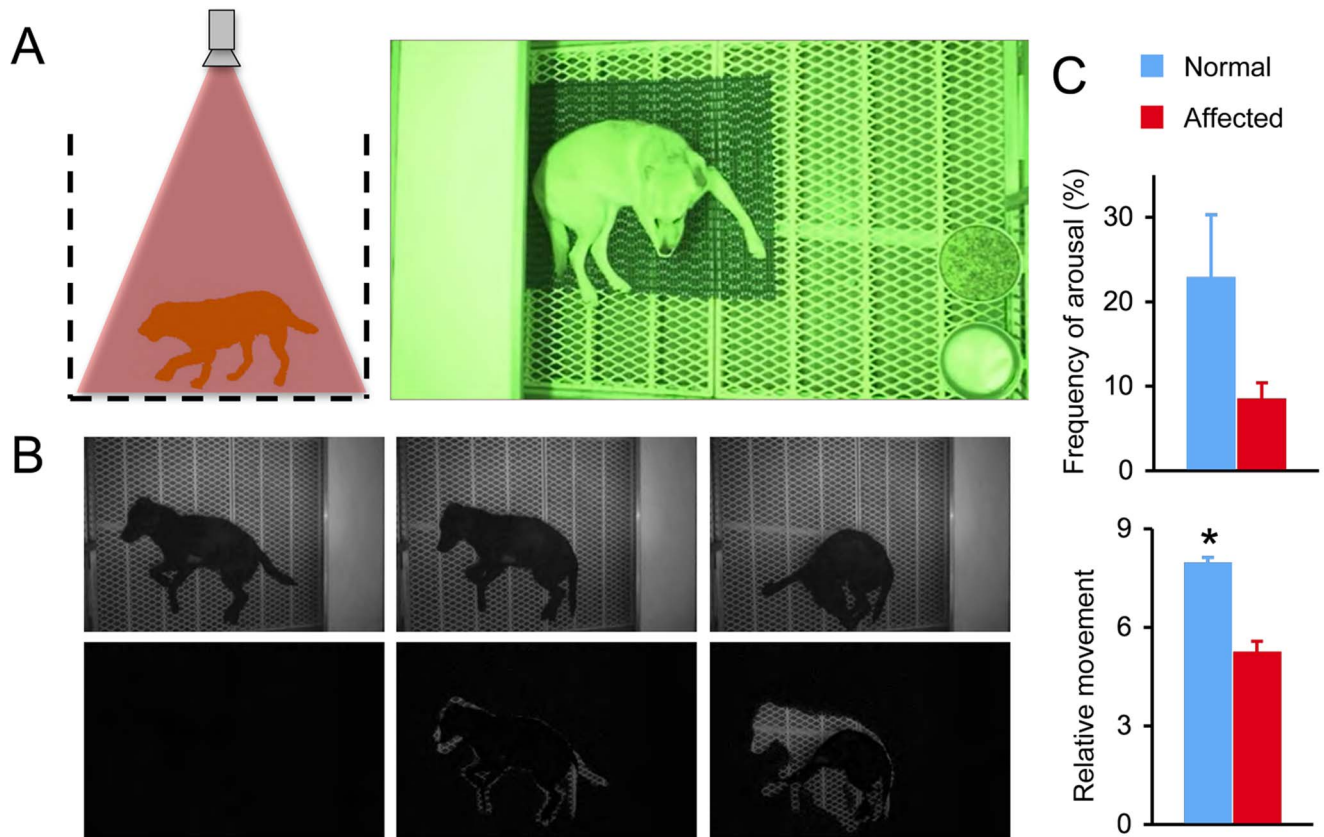 A
B
C
Normal
Affected
Frequency of arousal (%)
30
20
10
0
Relative movement
9
*
6
3
0